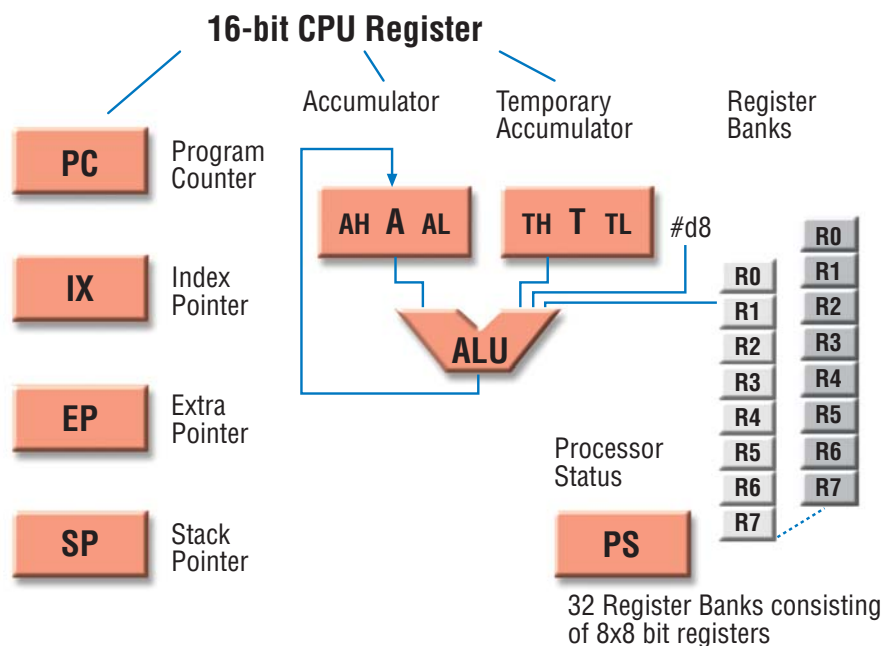 16-bit CPU Register
Accumulator
Temporary
Accumulator
Register
Banks
PC
Program
Counter
AH A AL
TH T TL
#d8
IX
Index
Pointer
ALU
EP
Extra
Pointer
SP
Stack
Pointer
Processor
Status
PS
R0
R1
R2
R3
R4
R5
R6
R7
R0
R1
R2
R3
R4
R5
R6
R7
32 Register Banks consisting
of 8x8 bit registers